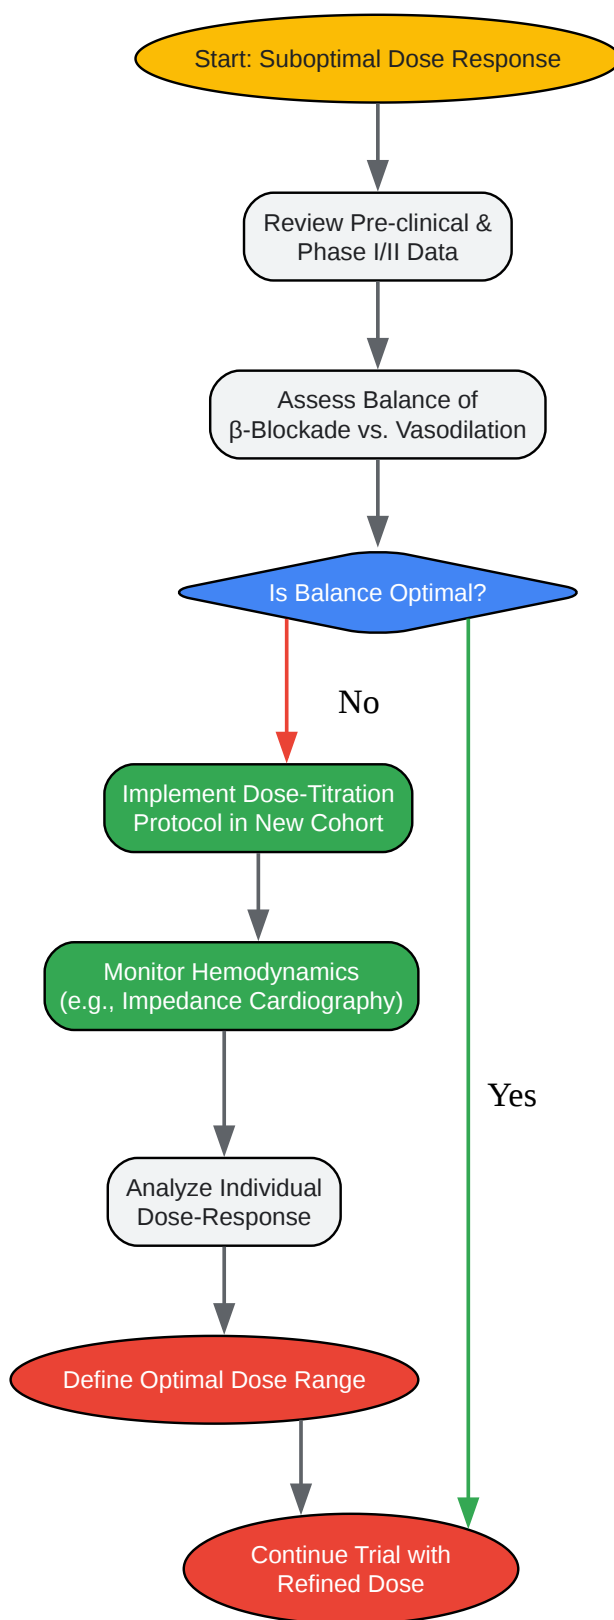 Start: Suboptimal Dose Response
Review Pre-clinical &
Phase I/II Data
Assess Balance of
β-Blockade vs. Vasodilation
Is Balance Optimal?
No
Implement Dose-Titration
Protocol in New Cohort
Monitor Hemodynamics
(e.g., Impedance Cardiography)
Yes
Analyze Individual
Dose-Response
Define Optimal Dose Range
Continue Trial with
Refined Dose